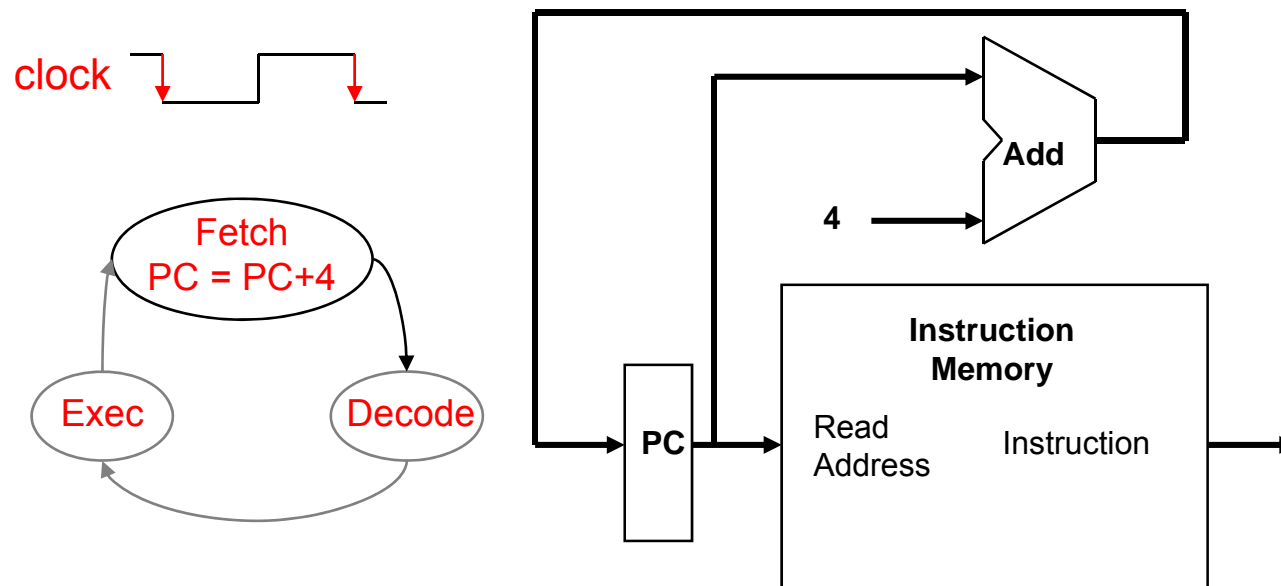 clock
Fetch
PC = PC+4
Exec
Decode
Add
4
Instruction
Memory
PC
Read
Address
Instruction